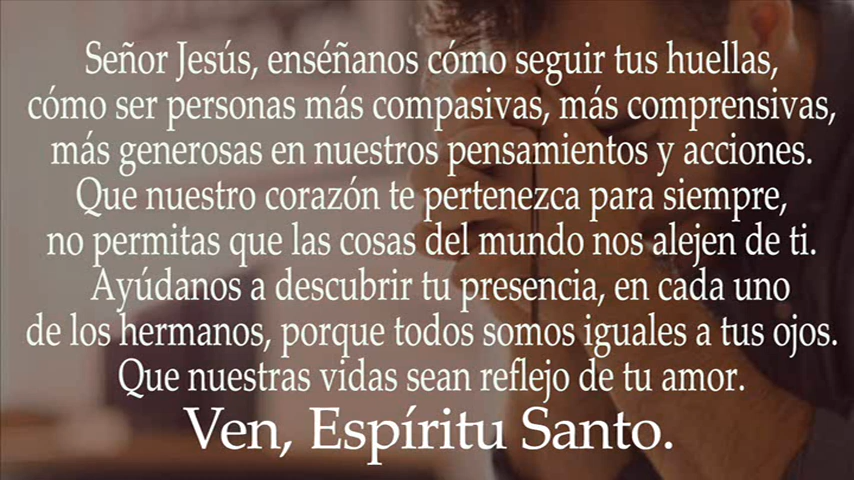 Señor Jesús, enséñanos cómo seguir tus huellas,
cómo ser personas más compasivas, más comprensivas,
más generosas en nuestros pensamientos y acciones.
Que nuestro corazón te pertenezca para siempre,
no permitas que las cosas del mundo nos alejen de ti.
Ayúdanos a descubrir tu presencia, en cada uno
de los hermanos, porque todos somos iguales a tus ojos.
Que nuestras vidas sean reflejo de tu amor.
Ven, Espíritu Santo.